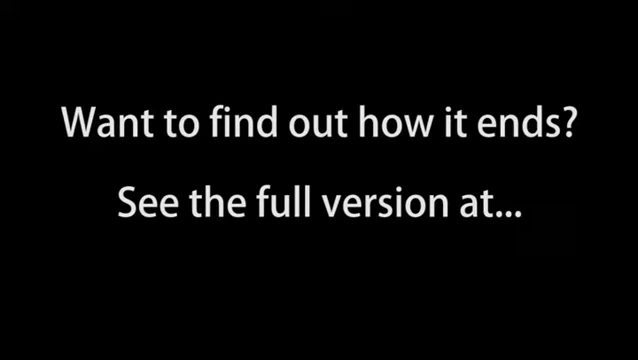 Want to find out how it ends?
See the full version at...